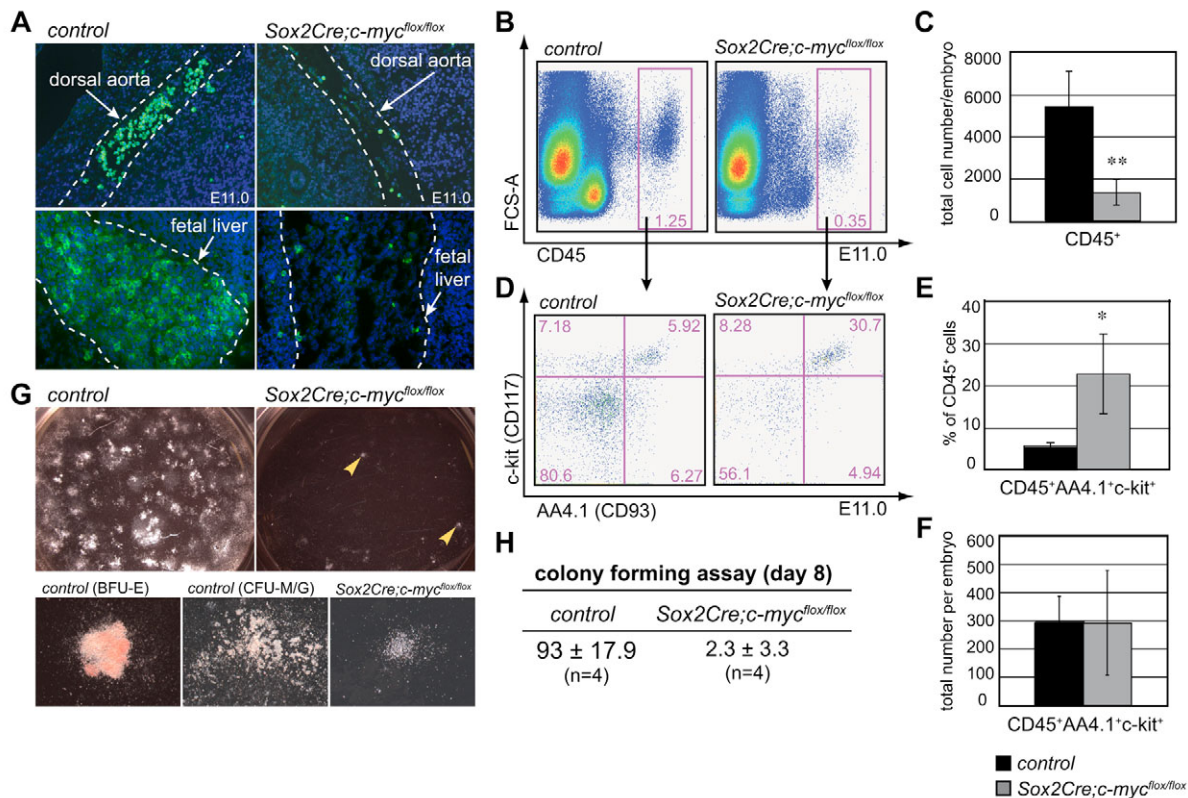 A
control
Sox2Cre;c-myc^flox/flox
dorsal aorta
dorsal aorta
E11.0
E11.0
fetal liver
fetal liver
B
control
Sox2Cre;c-myc^flox/flox
FCS-A
1.25
0.35
CD45
E11.0
C
total cell number/embryo
8000
6000
4000
2000
0
**
CD45⁺
D
control
Sox2Cre;c-myc^flox/flox
c-kit (CD117)
7.18
5.92
80.6
6.27
8.28
30.7
56.1
4.94
AA4.1 (CD93)
E11.0
E
% of CD45⁺ cells
40
30
20
10
0
*
CD45⁺AA4.1⁺c-kit⁺
G
control
Sox2Cre;c-myc^flox/flox
control (BFU-E)
control (CFU-M/G)
Sox2Cre;c-myc^flox/flox
H
colony forming assay (day 8)
control
Sox2Cre;c-myc^flox/flox
93 ± 17.9
2.3 ± 3.3
(n=4)
(n=4)
F
total number per embryo
600
500
400
300
200
100
0
CD45⁺AA4.1⁺c-kit⁺
control
Sox2Cre;c-myc^flox/flox